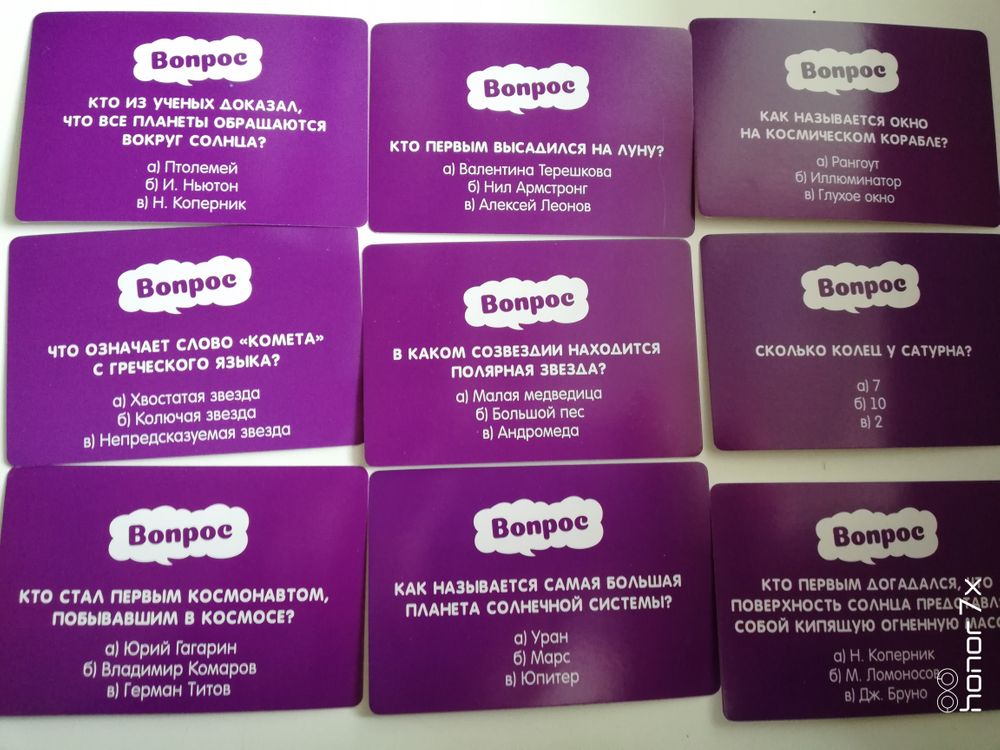 Вопрос
КТО ИЗ УЧЕНЫХ ДОКАЗАЛ,
ЧТО ВСЕ ПЛАНЕТЫ ОБРАЩАЮТСЯ
ВОКРУГ СОЛНЦА?
а) Птолемей
б) И. Ньютон
в) Н. Коперник
Вопрос
КТО ПЕРВЫМ ВЫСАДИЛСЯ НА ЛУНУ?
а) Валентина Терешкова
б) Нил Армстронг
в) Алексей Леонов
Вопрос
КАК НАЗЫВАЕТСЯ ОКНО
НА КОСМИЧЕСКОМ КОРАБЛЕ?
а) Рангоут
б) Иллюминатор
в) Глухое окно
Вопрос
ЧТО ОЗНАЧАЕТ СЛОВО «КОМЕТА»
С ГРЕЧЕСКОГО ЯЗЫКА?
а) Хвостатая звезда
б) Колючая звезда
в) Непредсказуемая звезда
Вопрос
В КАКОМ СОЗВЕЗДИИ НАХОДИТСЯ
ПОЛЯРНАЯ ЗВЕЗДА?
а) Малая медведица
б) Большой пес
в) Андромеда
Вопрос
СКОЛЬКО КОЛЕЦ У САТУРНА?
а) 7
б) 10
в) 2
Вопрос
КТО СТАЛ ПЕРВЫМ КОСМОНАВТОМ,
ПОБЫВАВШИМ В КОСМОСЕ?
а) Юрий Гагарин
б) Владимир Комаров
в) Герман Титов
Вопрос
КАК НАЗЫВАЕТСЯ САМАЯ БОЛЬШАЯ
ПЛАНЕТА СОЛНЕЧНОЙ СИСТЕМЫ?
а) Уран
б) Марс
в) Юпитер
Вопрос
КТО ПЕРВЫМ ДОГАДАЛСЯ,
ПОВЕРХНОСТЬ СОЛНЦА
СОБОЙ КИПЯЩУЮ ОГНЕННУЮ
а) Н. Коперник
б) М. Ломоносов
в) Дж. Бруно
honor 7x